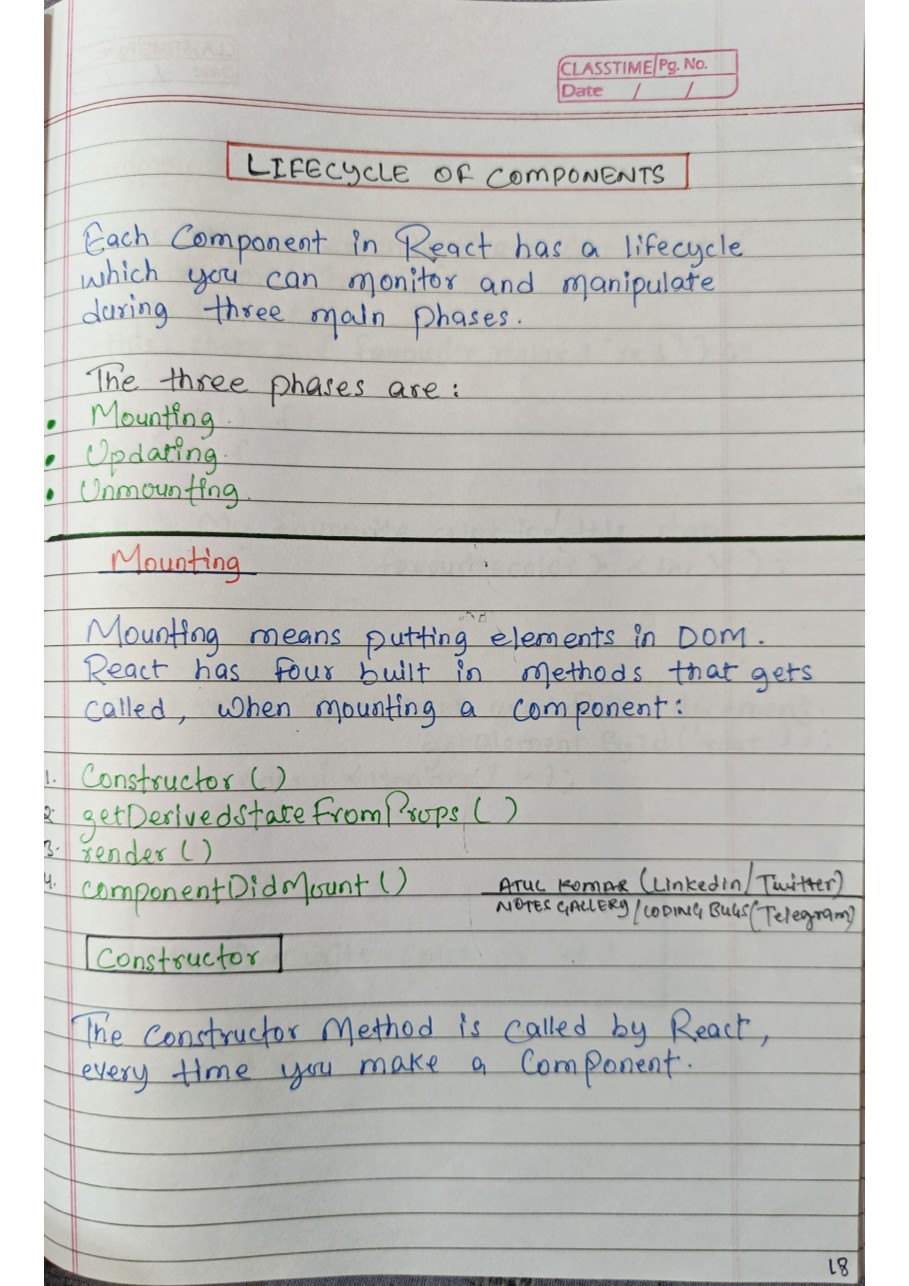 CLASSTIME Pg. No.
Date / /
LIFECYCLE OF COMPONENTS
Each Component in React has a lifecycle
which you can monitor and manipulate
during three main phases.
The three phases are:
• Mounting.
• Updating.
• Unmounting.
Mounting
Mounting means putting elements in DOM.
React has four built in methods that gets
called, when mounting a component:
1. Constructor ()
2. getDerivedStateFromProps ()
3. render ()
4. componentDidMount ()
ATUL KUMAR (Linkedin/Twitter)
NOTES GALLERY/CODING BUGS(Telegram)
Constructor
The Constructor Method is called by React,
every time you make a Component.
18